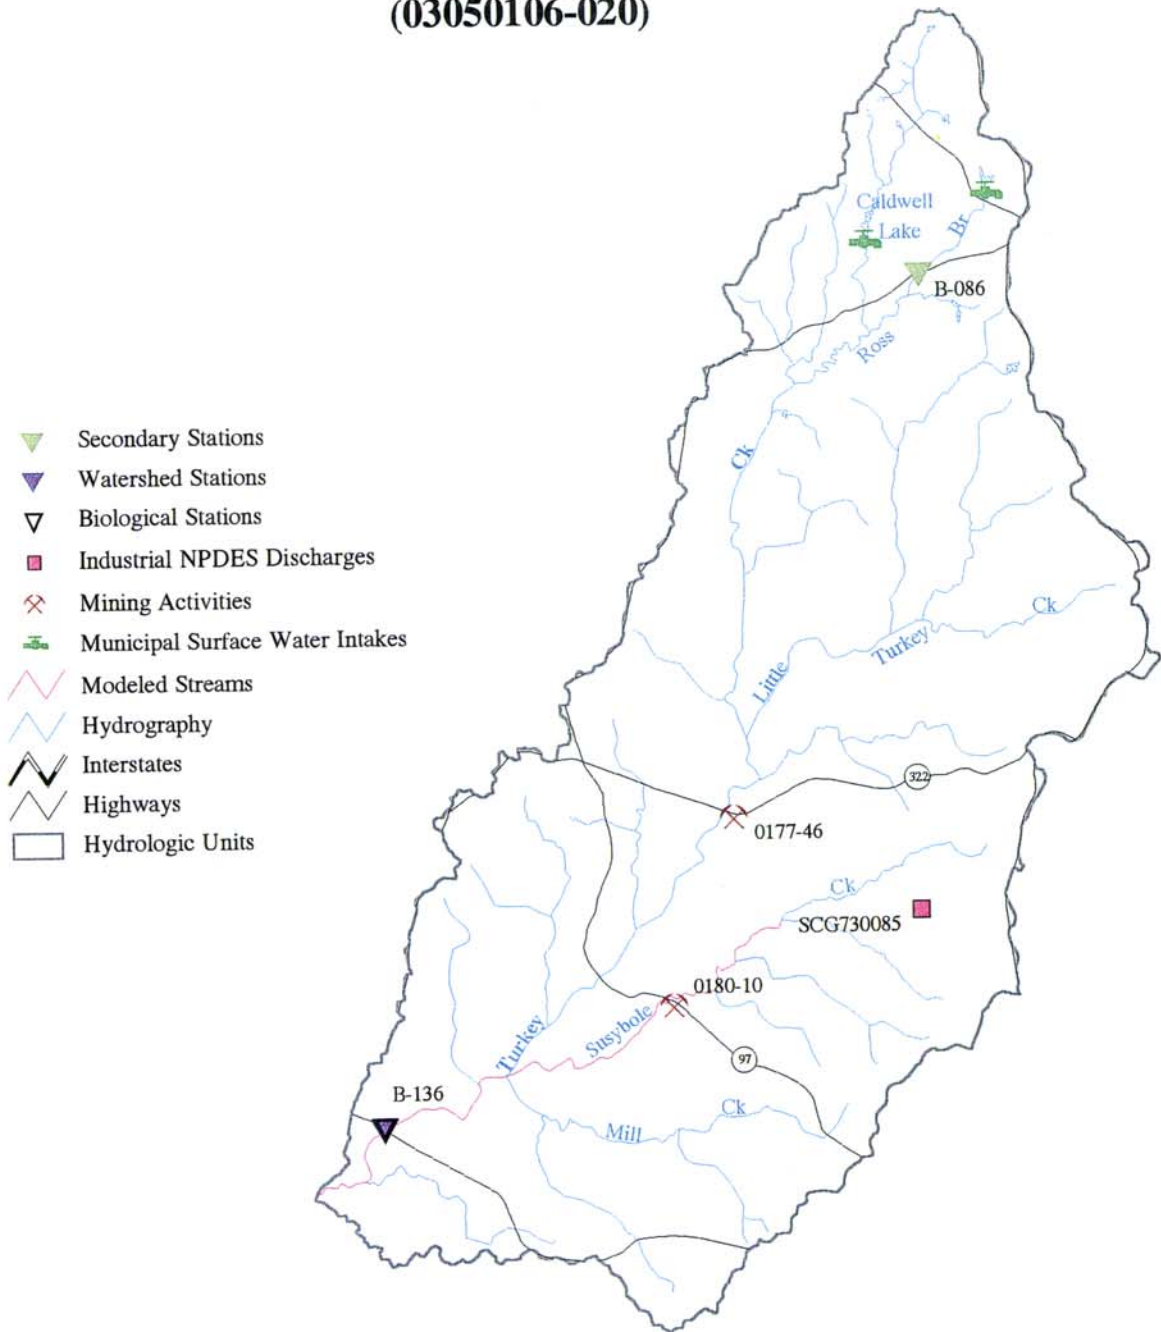 (03050106-020)
Caldwell
Lake
Br
B-086
Ross
Secondary Stations
Watershed Stations
Biological Stations
Industrial NPDES Discharges
Mining Activities
Municipal Surface Water Intakes
Modeled Streams
Hydrography
Interstates
Highways
Hydrologic Units
Ck
Ck
Turkey
Little
322
0177-46
Ck
SCG730085
0180-10
Susybole
Turkey
97
B-136
Ck
Mill